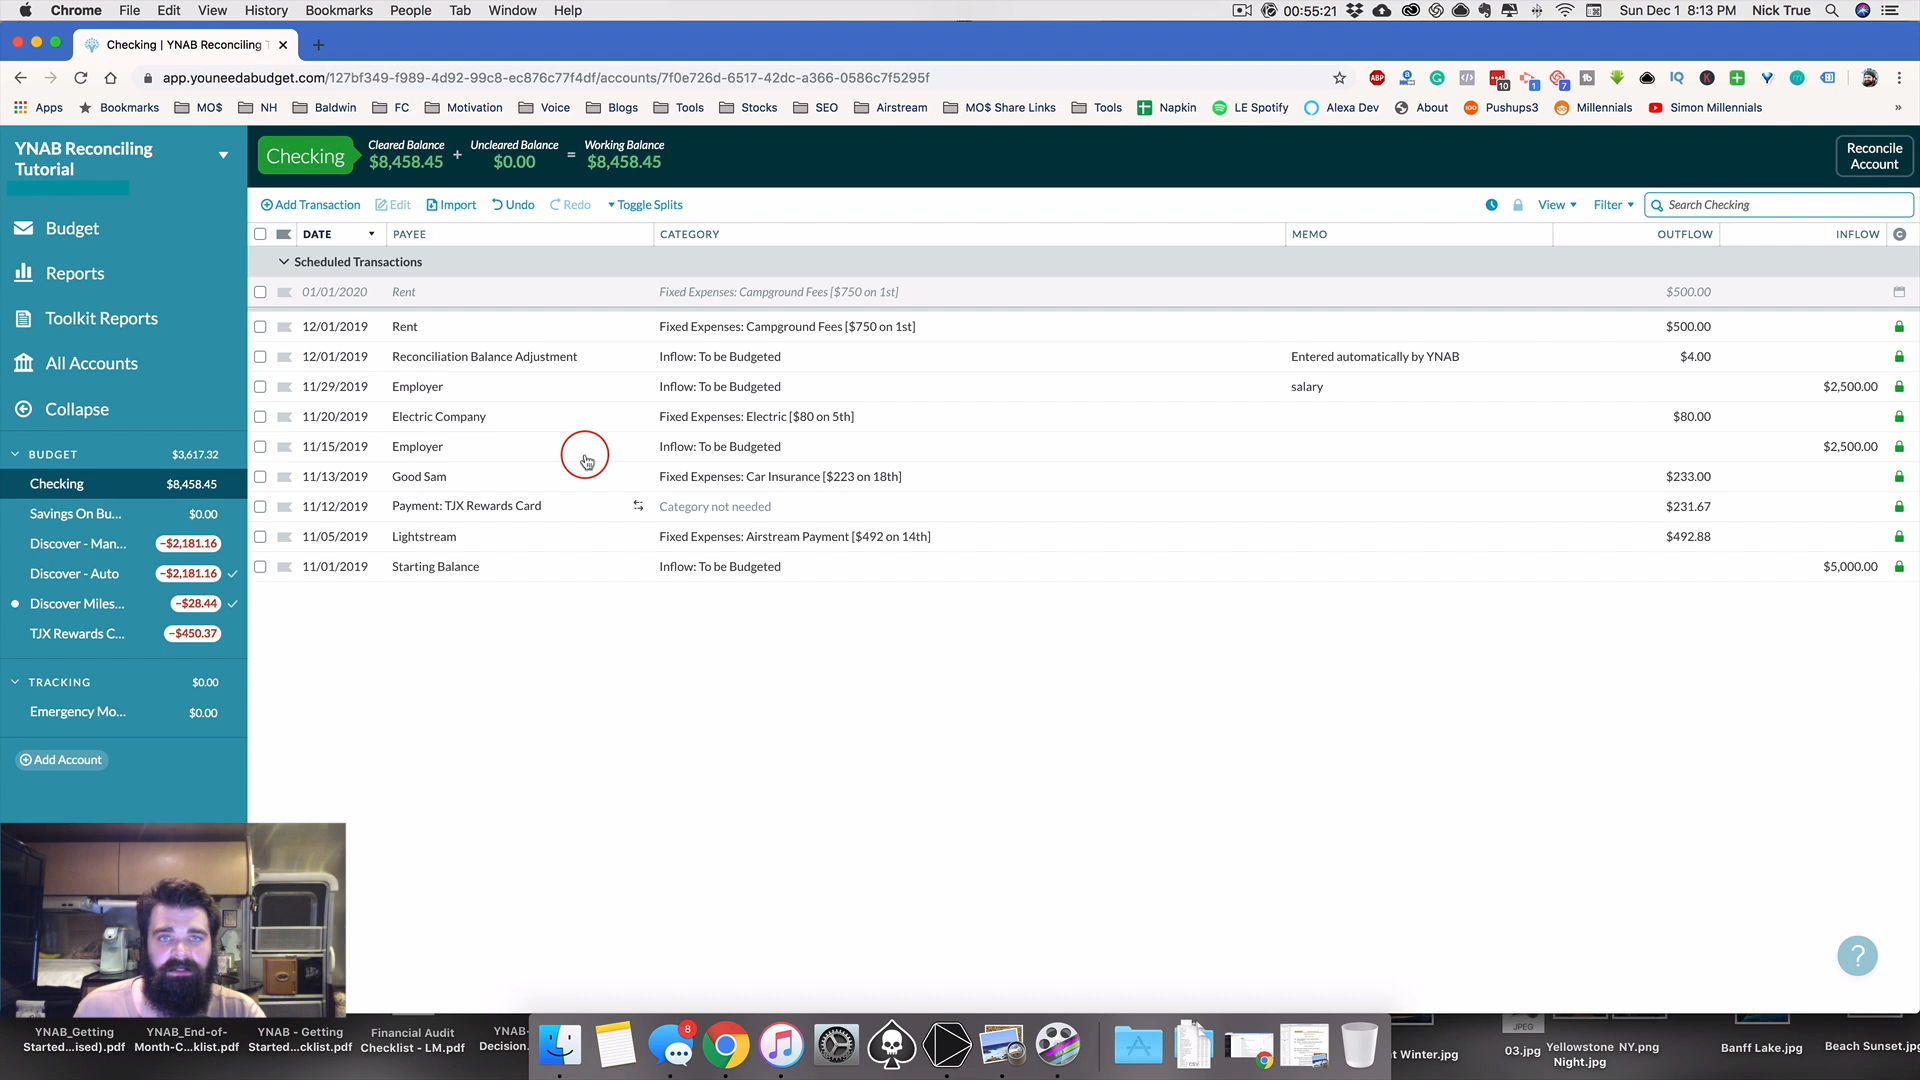 Chrome File Edit View History Bookmarks People Tab Window Help 00:55:21 Sun Dec 1 8:13 PM Nick True
Checking | YNAB Reconciling T
app.youneedabudget.com/127bf349-f989-4d92-99c8-ec876c77f4df/accounts/7f0e726d-6517-42dc-a366-0586c7f5295f
ABP 10 1 7 IQ K
Apps Bookmarks MO$ NH Baldwin FC Motivation Voice Blogs Tools Stocks SEO Airstream MO$ Share Links Tools Napkin LE Spotify Alexa Dev About Pushups3 Millennials Simon Millennials »
YNAB Reconciling
Tutorial
Budget
Reports
Toolkit Reports
All Accounts
Collapse
BUDGET $3,617.32
Checking $8,458.45
Savings On Bu... $0.00
Discover - Man... -$2,181.16
Discover - Auto -$2,181.16
Discover Miles... -$28.44
TJX Rewards C... -$450.37
TRACKING $0.00
Emergency Mo... $0.00
Add Account
Checking
Cleared Balance + Uncleared Balance = Working Balance
$8,458.45 $0.00 $8,458.45
Reconcile
Account
Add Transaction Edit Import Undo Redo Toggle Splits View Filter Search Checking
DATE PAYEE CATEGORY MEMO OUTFLOW INFLOW C
Scheduled Transactions
01/01/2020 Rent Fixed Expenses: Campground Fees [$750 on 1st] $500.00
12/01/2019 Rent Fixed Expenses: Campground Fees [$750 on 1st] $500.00
12/01/2019 Reconciliation Balance Adjustment Inflow: To be Budgeted Entered automatically by YNAB $4.00
11/29/2019 Employer Inflow: To be Budgeted salary $2,500.00
11/20/2019 Electric Company Fixed Expenses: Electric [$80 on 5th] $80.00
11/15/2019 Employer Inflow: To be Budgeted $2,500.00
11/13/2019 Good Sam Fixed Expenses: Car Insurance [$223 on 18th] $233.00
11/12/2019 Payment: TJX Rewards Card Category not needed $231.67
11/05/2019 Lightstream Fixed Expenses: Airstream Payment [$492 on 14th] $492.88
11/01/2019 Starting Balance Inflow: To be Budgeted $5,000.00
?
YNAB_Getting
Started...ised).pdf
YNAB_End-of-
Month-C...klist.pdf
YNAB - Getting
Started...cklist.pdf
Financial Audit
Checklist - LM.pdf
YNAB-
Decision.
8
CSV
t Winter.jpg
JPEG
03.jpg
Yellowstone
Night.jpg
NY.png
Banff Lake.jpg
Beach Sunset.jpg